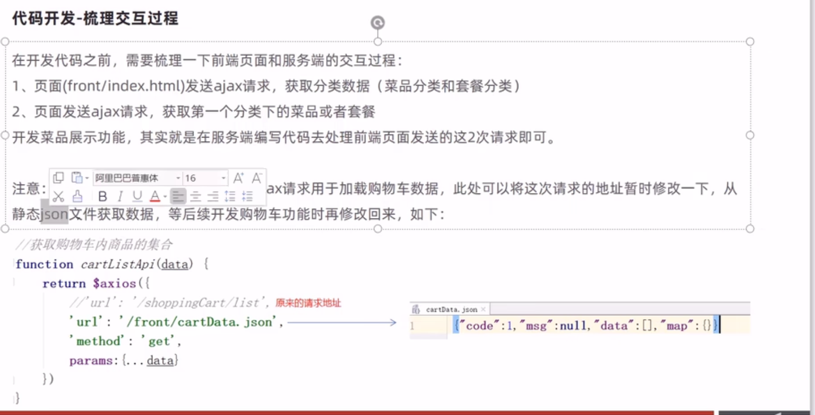 代码开发-梳理交互过程
在开发代码之前，需要梳理一下前端页面和服务端的交互过程：
1、页面(front/index.html)发送ajax请求，获取分类数据（菜品分类和套餐分类）
2、页面发送ajax请求，获取第一个分类下的菜品或者套餐
开发菜品展示功能，其实就是在服务端编写代码去处理前端页面发送的这2次请求即可。
阿里巴巴普惠体 16 A+ A-
注意： ax请求用于加载购物车数据，此处可以将这次请求的地址暂时修改一下，从
B I U A
静态json文件获取数据，等后续开发购物车功能时再修改回来，如下：
//获取购物车内商品的集合
function cartListApi(data) {
return $axios({
//'url': '/shoppingCart/list', 原来的请求地址
'url': '/front/cartData.json',
'method': 'get',
params:{...data}
})
}
cartData.json ×
1 {"code":1,"msg":null,"data":[],"map":{}}